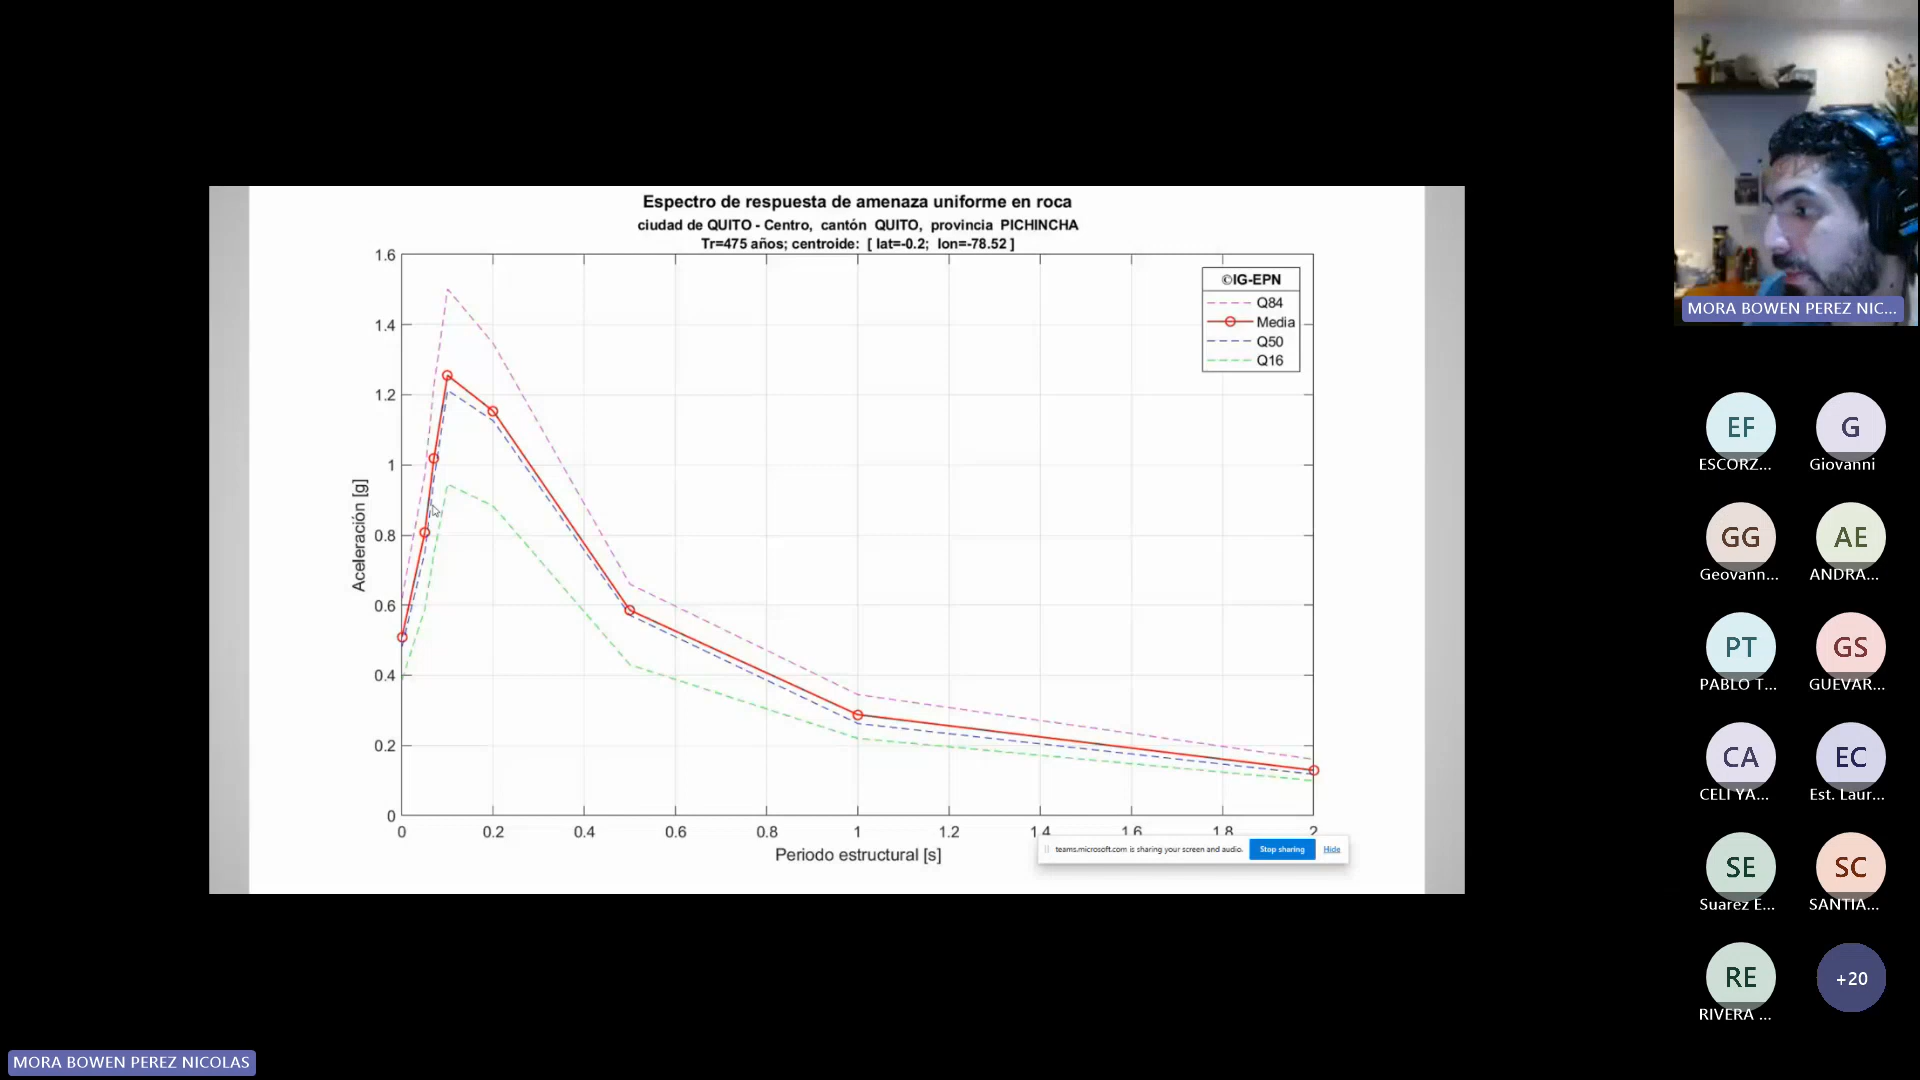 Espectro de respuesta de amenaza uniforme en roca
ciudad de QUITO - Centro, cantón QUITO, provincia PICHINCHA
Tr=475 años; centroide: [ lat=-0.2; lon=-78.52 ]
1.6
1.4
1.2
1
0.8
0.6
0.4
0.2
0
Aceleración [g]
©IG-EPN
Q84
Media
Q50
Q16
0 0.2 0.4 0.6 0.8 1 1.2 1.4 1.6 1.8 2
Periodo estructural [s]
teams.microsoft.com is sharing your screen and audio. Stop sharing Hide
MORA BOWEN PEREZ NIC...
EF G
ESCORZ... Giovanni
GG AE
Geovann... ANDRA...
PT GS
PABLO T... GUEVAR...
CA EC
CELI YA... Est. Laur...
SE SC
Suarez E... SANTIA...
RE +20
RIVERA ...
MORA BOWEN PEREZ NICOLAS